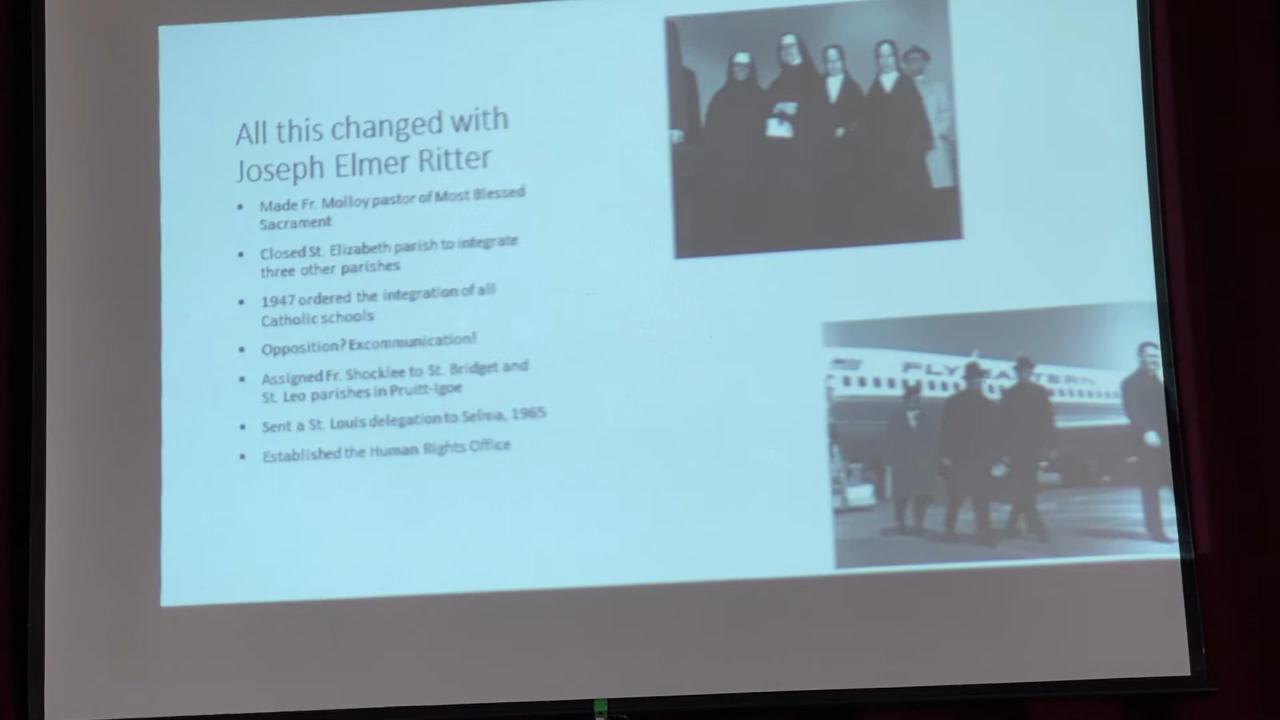 All this changed with
Joseph Elmer Ritter
▪ Made Fr. Molloy pastor of Most Blessed
Sacrament
▪ Closed St. Elizabeth parish to integrate
three other parishes
▪ 1947 ordered the integration of all
Catholic schools
▪ Opposition? Excommunication!
▪ Assigned Fr. Shocklee to St. Bridget and
St. Leo parishes in Pruitt-Igoe
▪ Sent a St. Louis delegation to Selma, 1965
▪ Established the Human Rights Office
FLY EASTERN